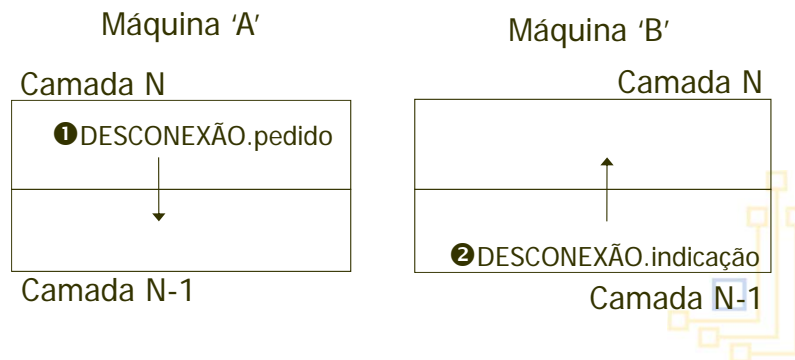 Máquina ‘A’
Máquina ‘B’
Camada N
❶DESCONEXÃO.pedido
Camada N-1
Camada N
❷DESCONEXÃO.indicação
Camada N-1